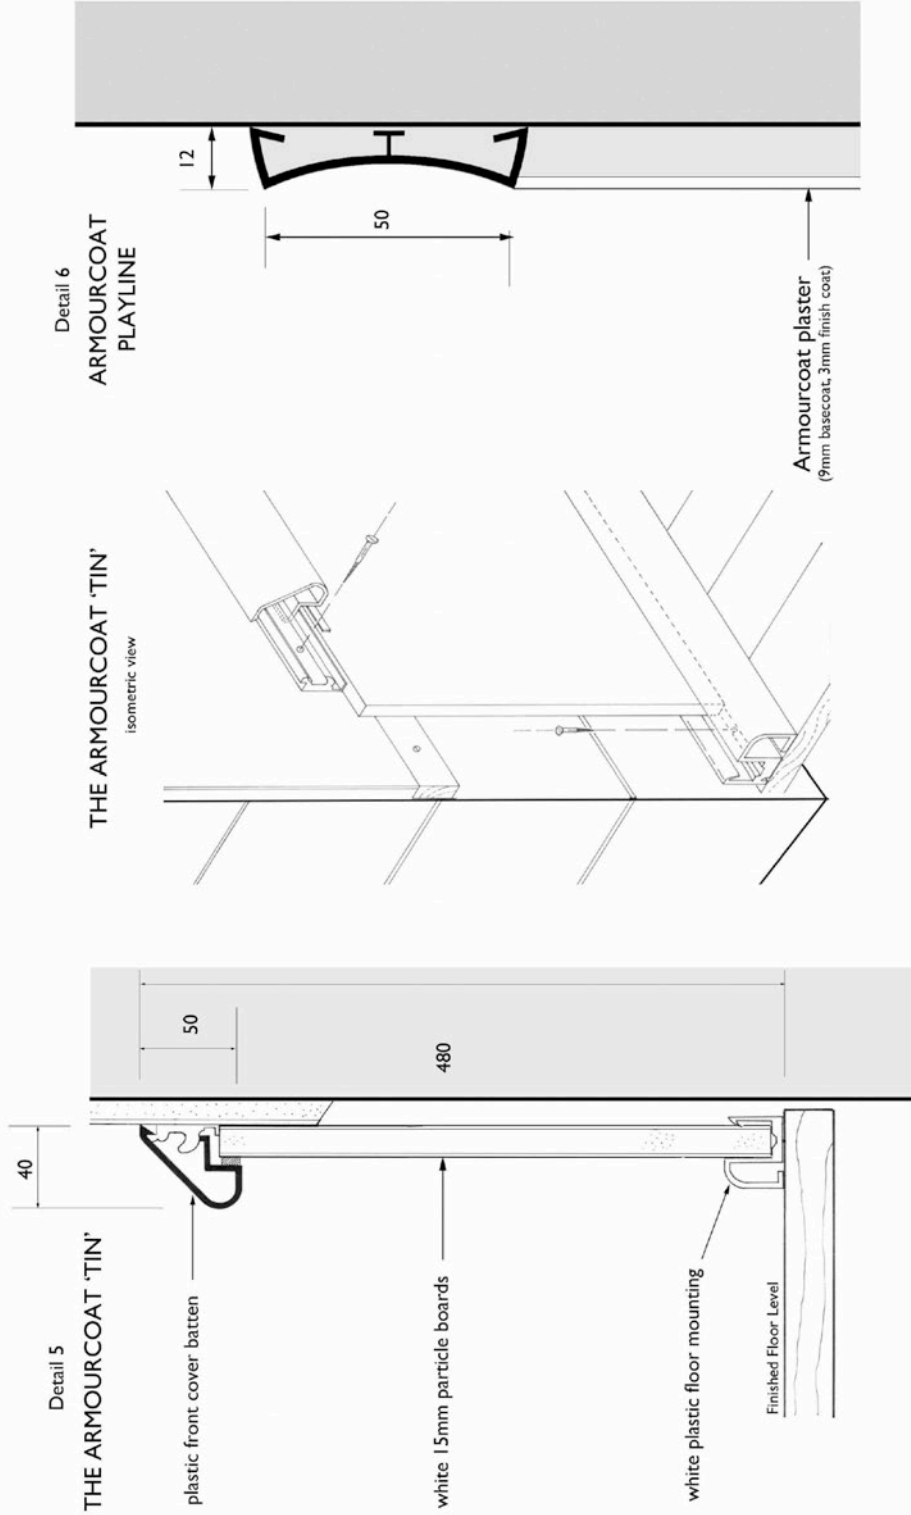 Detail 5
THE ARMOURCOAT ‘TIN’
40
50
480
plastic front cover batten
white 15mm particle boards
white plastic floor mounting
Finished Floor Level
THE ARMOURCOAT ‘TIN’
isometric view
Detail 6
ARMOURCOAT
PLAYLINE
12
50
Armourcoat plaster
(9mm basecoat, 3mm finish coat)